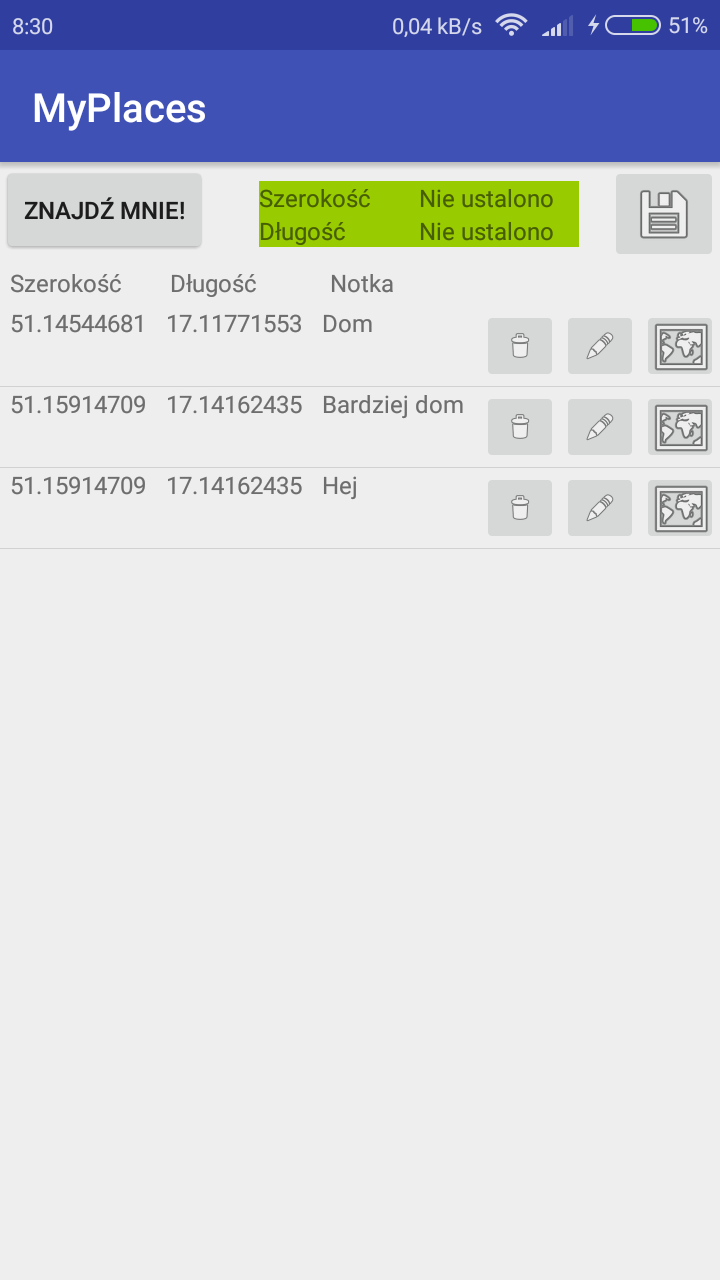 8:30 0,04 kB/s 51%
MyPlaces
ZNAJDŹ MNIE!
Szerokość Nie ustalono
Długość Nie ustalono
Szerokość Długość Notka
51.14544681 17.11771553 Dom
51.15914709 17.14162435 Bardziej dom
51.15914709 17.14162435 Hej